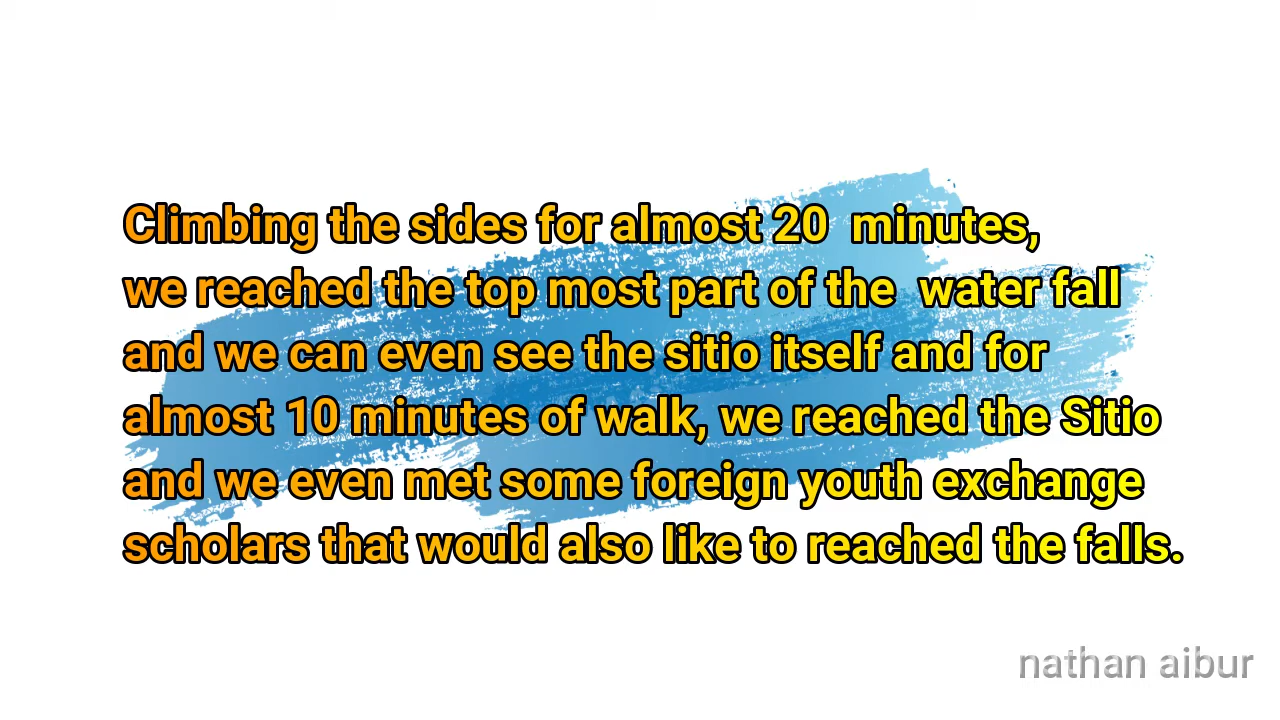 Climbing the sides for almost 20  minutes,
we reached the top most part of the  water fall
and we can even see the sitio itself and for
almost 10 minutes of walk, we reached the Sitio
and we even met some foreign youth exchange
scholars that would also like to reached the falls.
nathan aibur